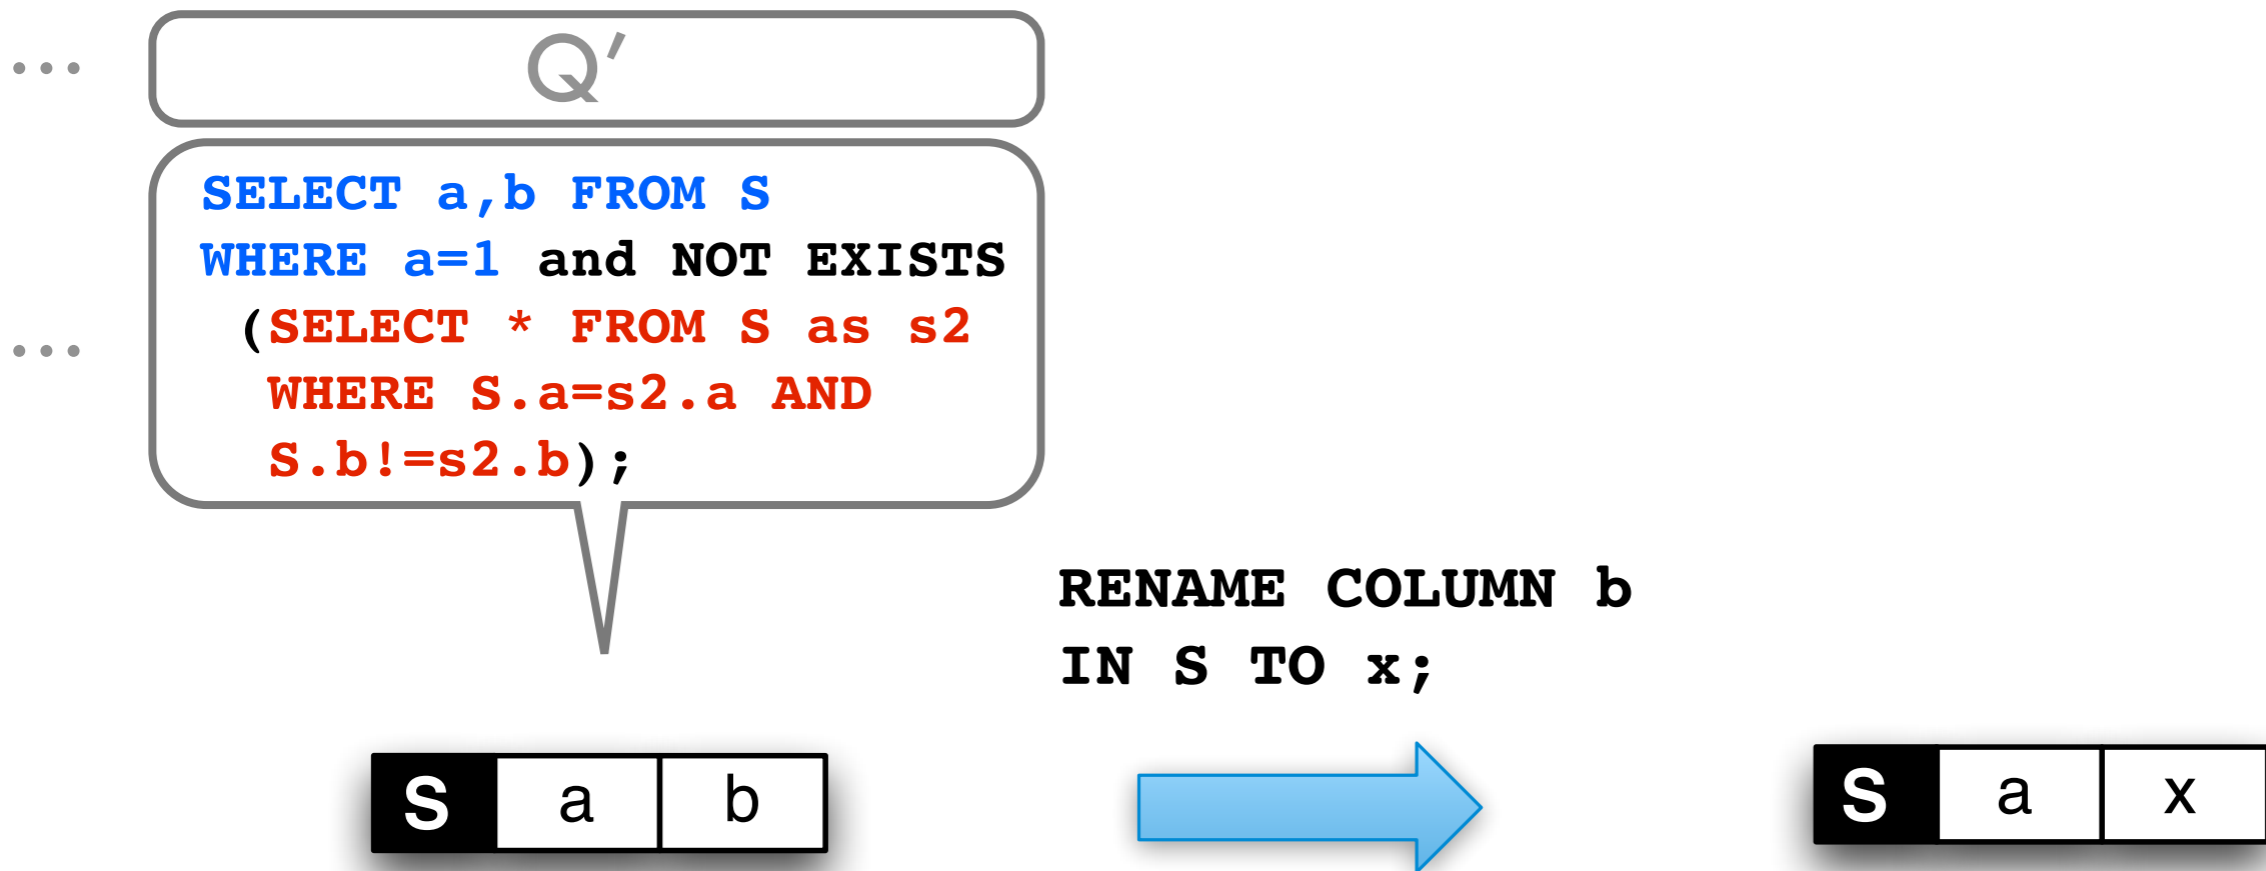 ...
Q′
SELECT a,b FROM S
WHERE a=1 and NOT EXISTS
(SELECT * FROM S as s2
...
WHERE S.a=s2.a AND
S.b!=s2.b);
RENAME COLUMN b
IN S TO x;
S a b
S a x